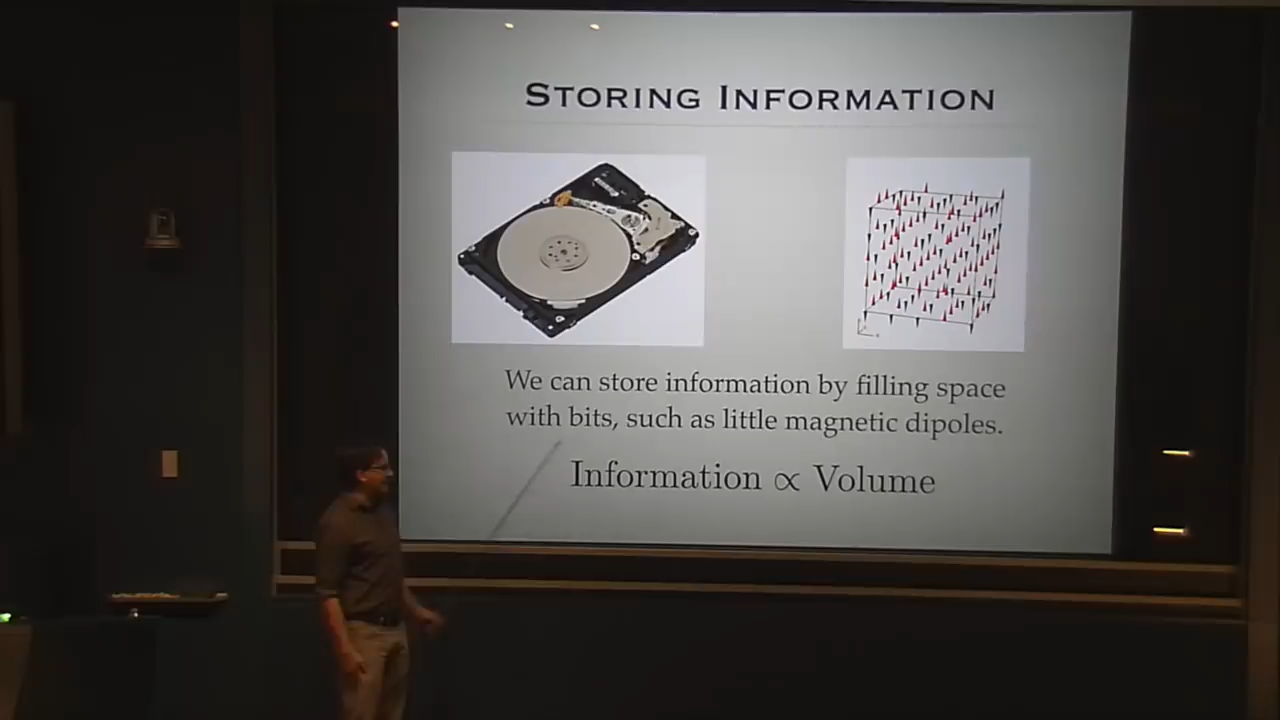 STORING INFORMATION
We can store information by filling space
with bits, such as little magnetic dipoles.
Information ∝ Volume